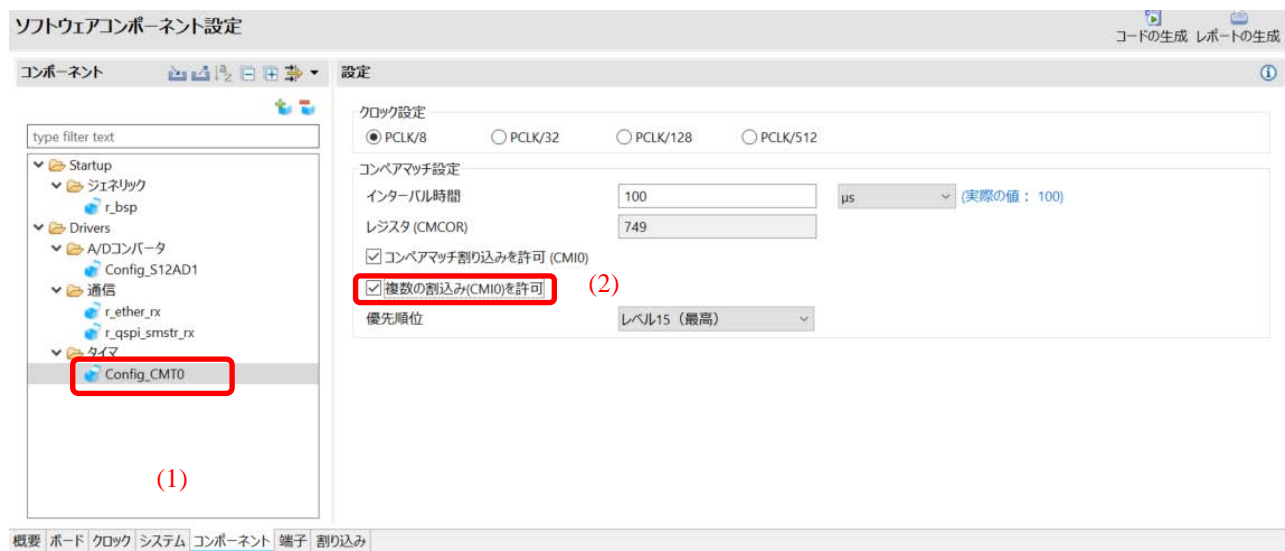 ソフトウェアコンポーネント設定
コードの生成 レポートの生成
コンポーネント
設定
type filter text
Startup
ジェネリック
r_bsp
Drivers
A/Dコンバータ
Config_S12AD1
通信
r_ether_rx
r_qspi_smstr_rx
タイマ
Config_CMT0
(1)
クロック設定
PCLK/8 PCLK/32 PCLK/128 PCLK/512
コンペアマッチ設定
インターバル時間 100 µs (実際の値： 100)
レジスタ (CMCOR) 749
コンペアマッチ割り込みを許可 (CMI0)
複数の割込み(CMI0)を許可 (2)
優先順位 レベル15（最高）
概要 ボード クロック システム コンポーネント 端子 割り込み